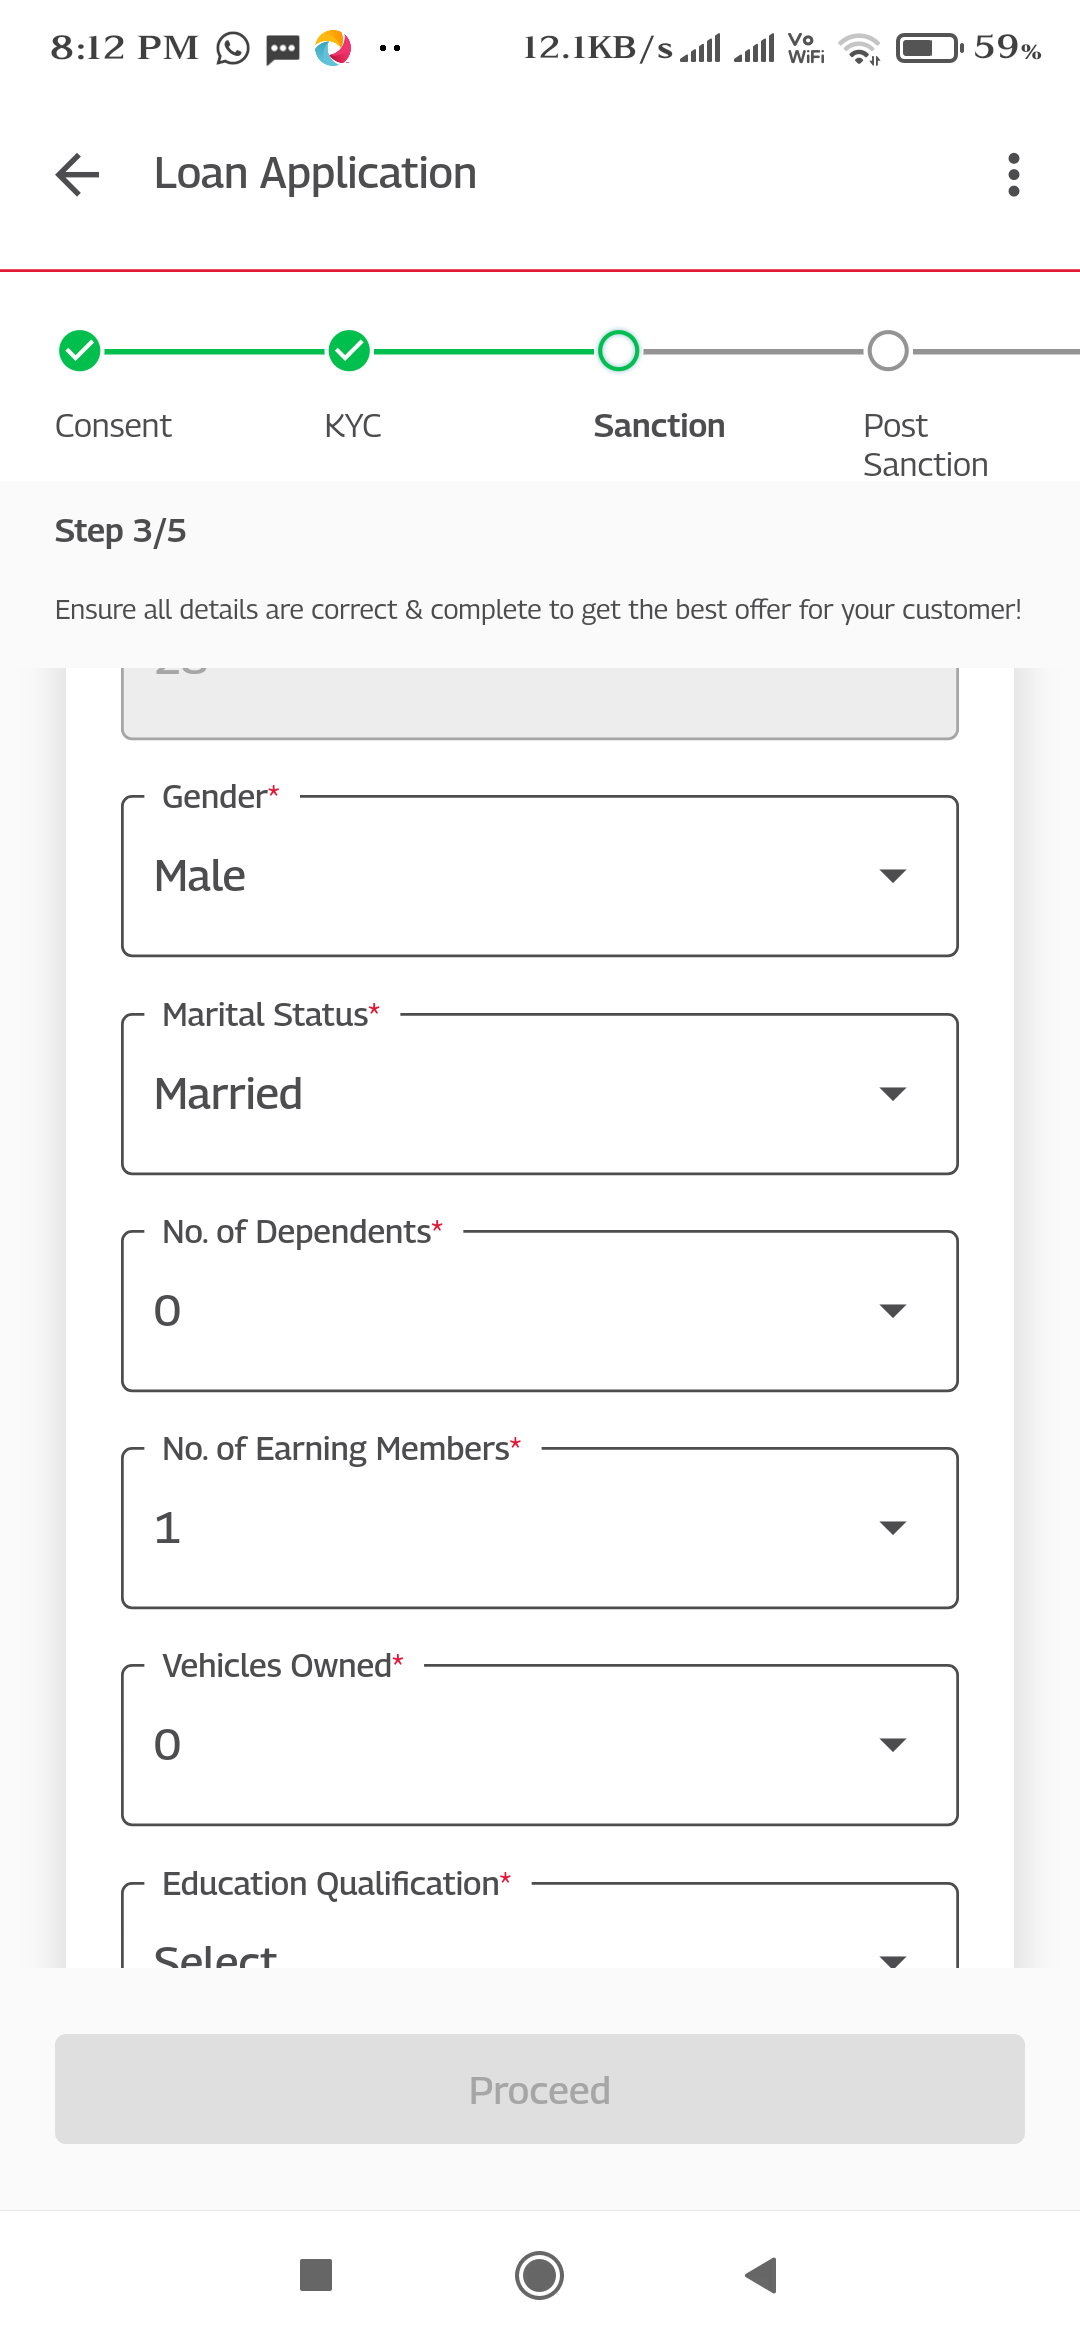 8:12 PM 12.1KB/s Vo WiFi 59%
Loan Application
Consent KYC Sanction Post Sanction
Step 3/5
Ensure all details are correct & complete to get the best offer for your customer!
Gender*
Male
Marital Status*
Married
No. of Dependents*
0
No. of Earning Members*
1
Vehicles Owned*
0
Education Qualification*
Select
Proceed